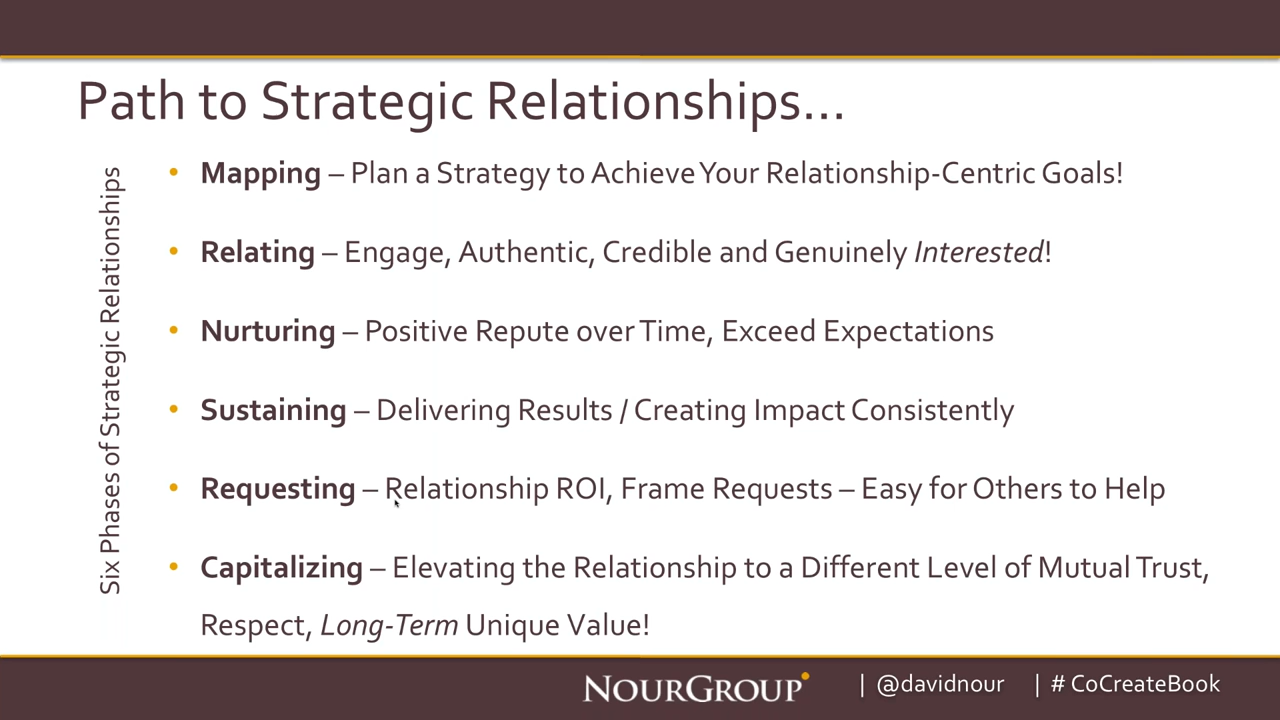 Path to Strategic Relationships...
Six Phases of Strategic Relationships
• Mapping – Plan a Strategy to Achieve Your Relationship-Centric Goals!
• Relating – Engage, Authentic, Credible and Genuinely Interested!
• Nurturing – Positive Repute over Time, Exceed Expectations
• Sustaining – Delivering Results / Creating Impact Consistently
• Requesting – Relationship ROI, Frame Requests – Easy for Others to Help
• Capitalizing – Elevating the Relationship to a Different Level of Mutual Trust,
Respect, Long-Term Unique Value!
NOURGROUP | @davidnour | # CoCreateBook